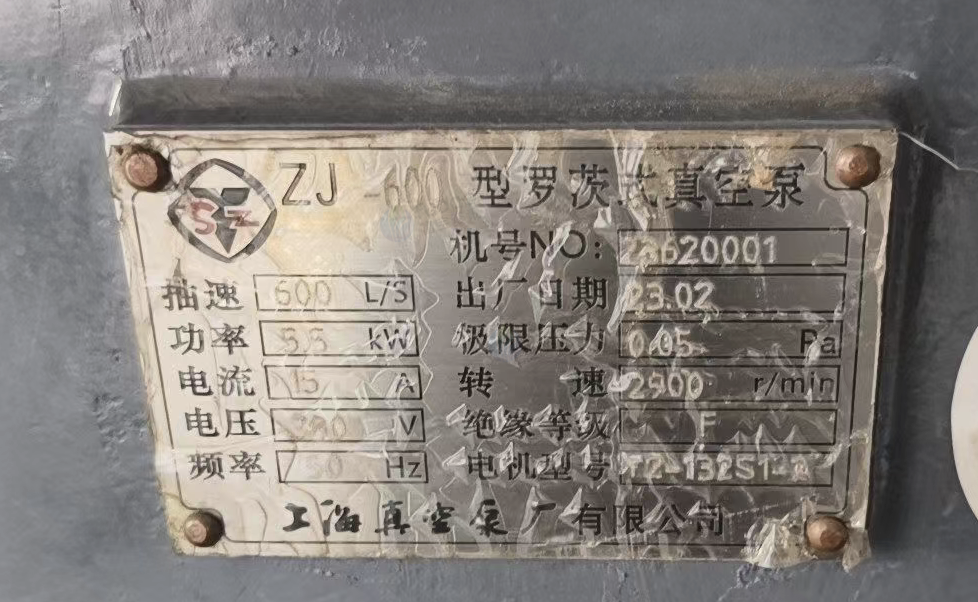 SZ
ZJ -600 型罗茨式真空泵
机号NO: 23620001
抽速 600 L/S 出厂日期 23.02
功率 5.5 kW 极限压力 0.05 Pa
电流 15 A 转 速 2900 r/min
电压 380 V 绝缘等级 F
频率 50 Hz 电机型号 132S1-2
上海真空泵厂有限公司